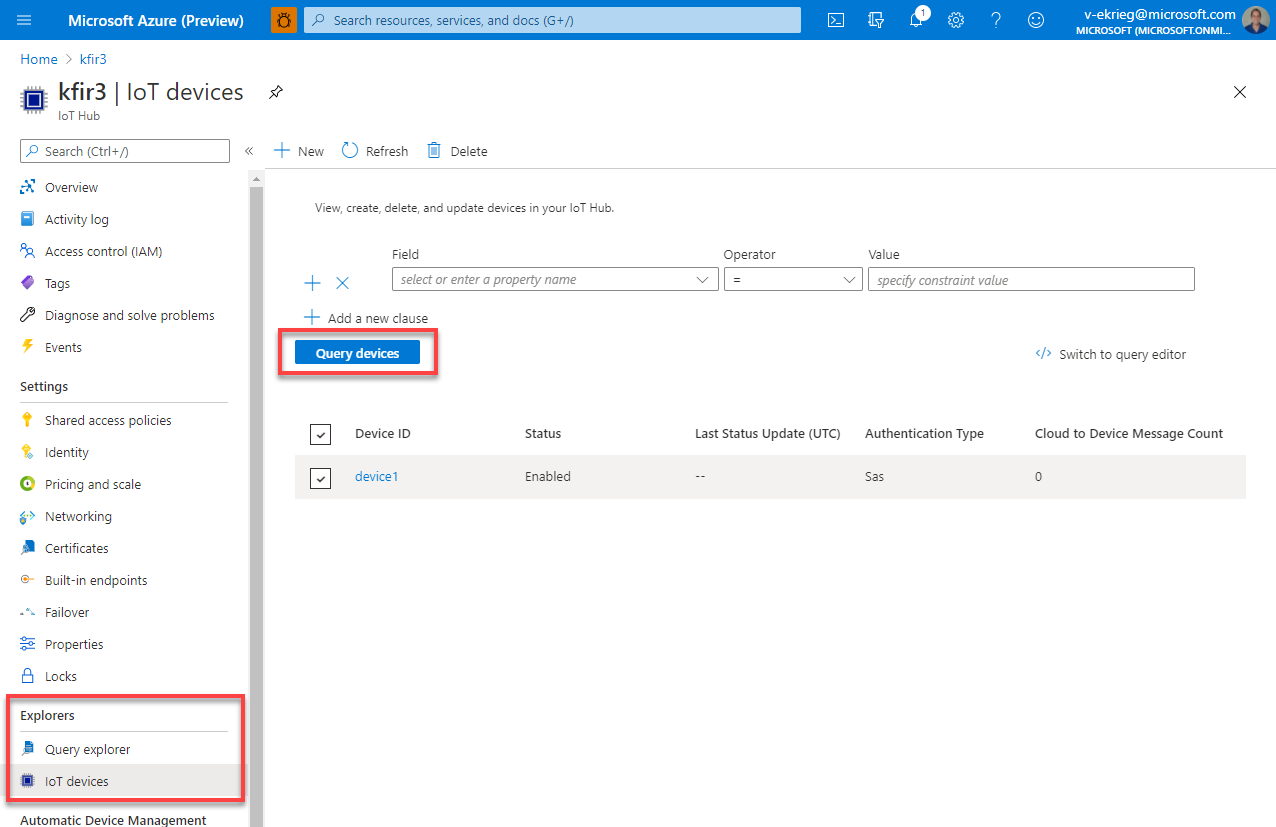 Microsoft Azure (Preview)
Search resources, services, and docs (G+/)
1
v-ekrieg@microsoft.com
MICROSOFT (MICROSOFT.ONMI...
Home > kfir3
kfir3 | IoT devices
IoT Hub
Search (Ctrl+/)
«
New
Refresh
Delete
Overview
Activity log
Access control (IAM)
Tags
Diagnose and solve problems
Events
Settings
Shared access policies
Identity
Pricing and scale
Networking
Certificates
Built-in endpoints
Failover
Properties
Locks
Explorers
Query explorer
IoT devices
Automatic Device Management
View, create, delete, and update devices in your IoT Hub.
Field Operator Value
select or enter a property name = specify constraint value
Add a new clause
Query devices
</> Switch to query editor
Device ID Status Last Status Update (UTC) Authentication Type Cloud to Device Message Count
device1 Enabled -- Sas 0